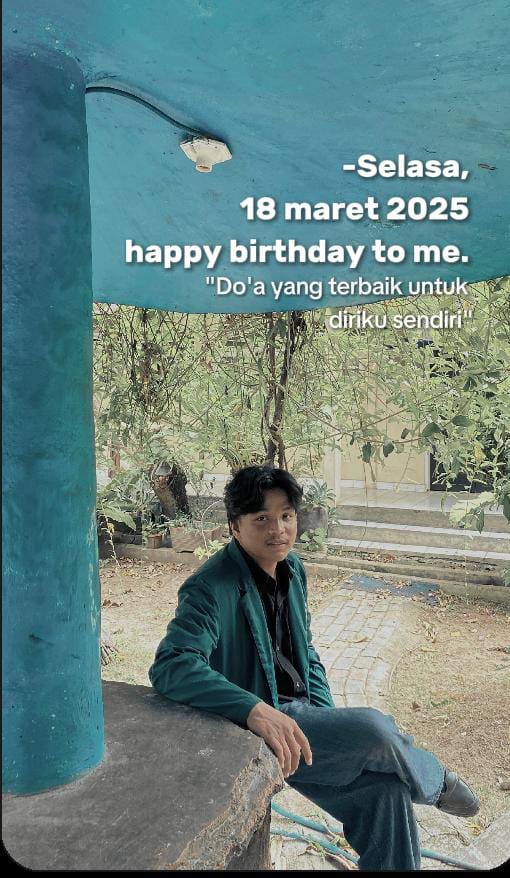 -Selasa,
18 maret 2025
happy birthday to me.
"Do'a yang terbaik untuk
diriku sendiri"